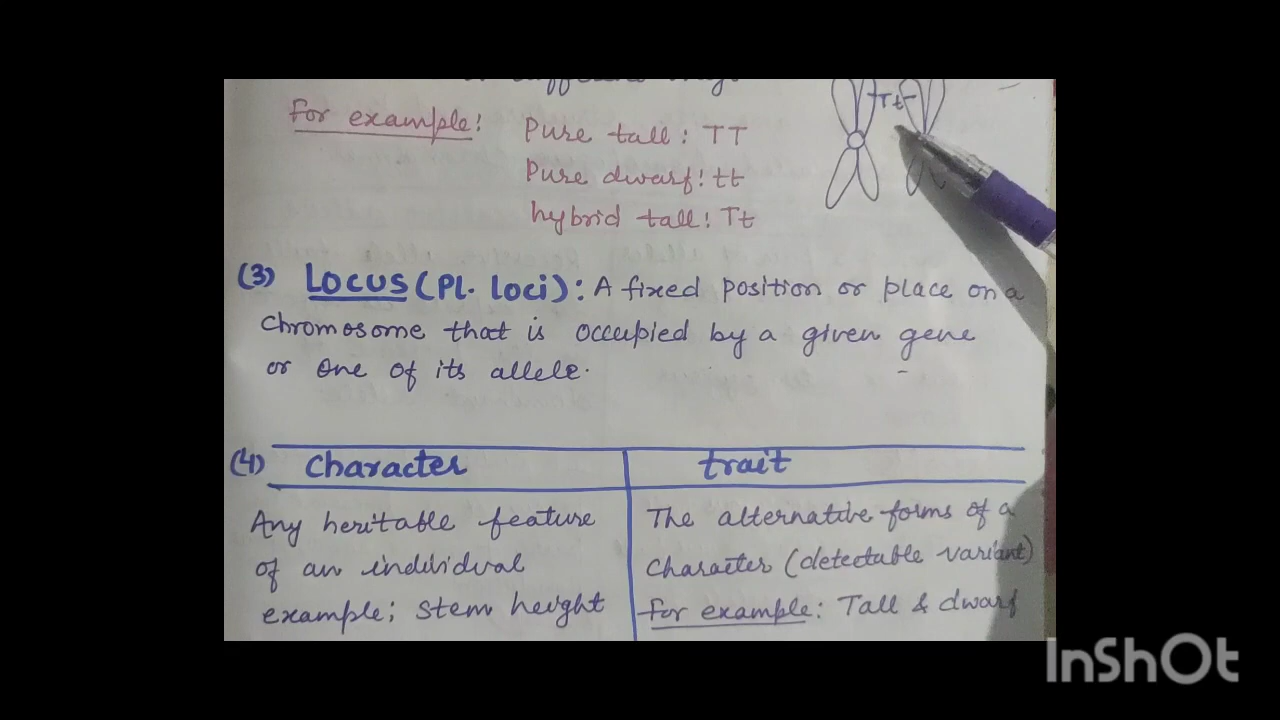 For example: Pure tall: TT
Pure dwarf: tt
hybrid tall: Tt
T t
(3) Locus (Pl. loci): A fixed position or place on a
chromosome that is occupied by a given gene
or one of its allele.
(4) Character trait
Any heritable feature
of an individual
example; Stem height
The alternative forms of a
character (detectable variant)
for example: Tall & dwarf
InShOt